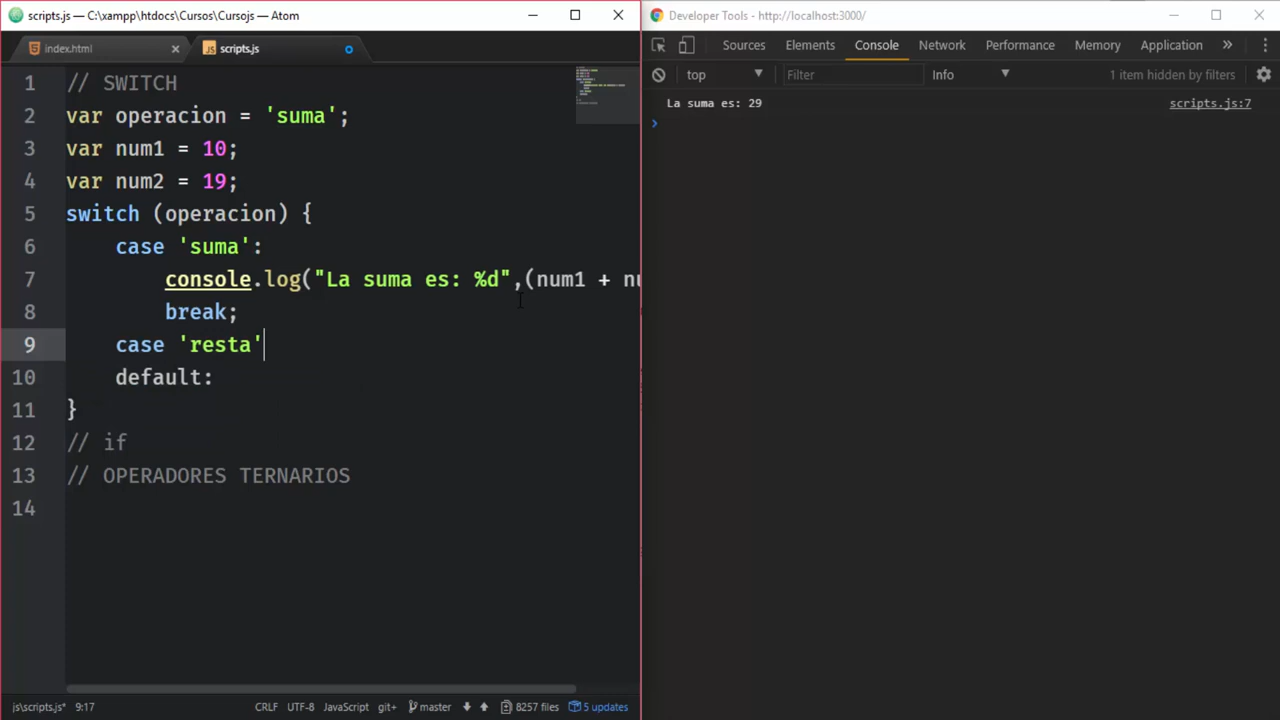 scripts.js — C:\xampp\htdocs\Cursos\Cursojs — Atom
index.html
scripts.js
1 // SWITCH
2 var operacion = 'suma';
3 var num1 = 10;
4 var num2 = 19;
5 switch (operacion) {
6 case 'suma':
7 console.log("La suma es: %d",(num1 + nu
8 break;
9 case 'resta'
10 default:
11 }
12 // if
13 // OPERADORES TERNARIOS
14
js\scripts.js* 9:17 CRLF UTF-8 JavaScript git+ master 8257 files 5 updates
Developer Tools - http://localhost:3000/
Sources Elements Console Network Performance Memory Application »
top Filter Info 1 item hidden by filters
La suma es: 29 scripts.js:7